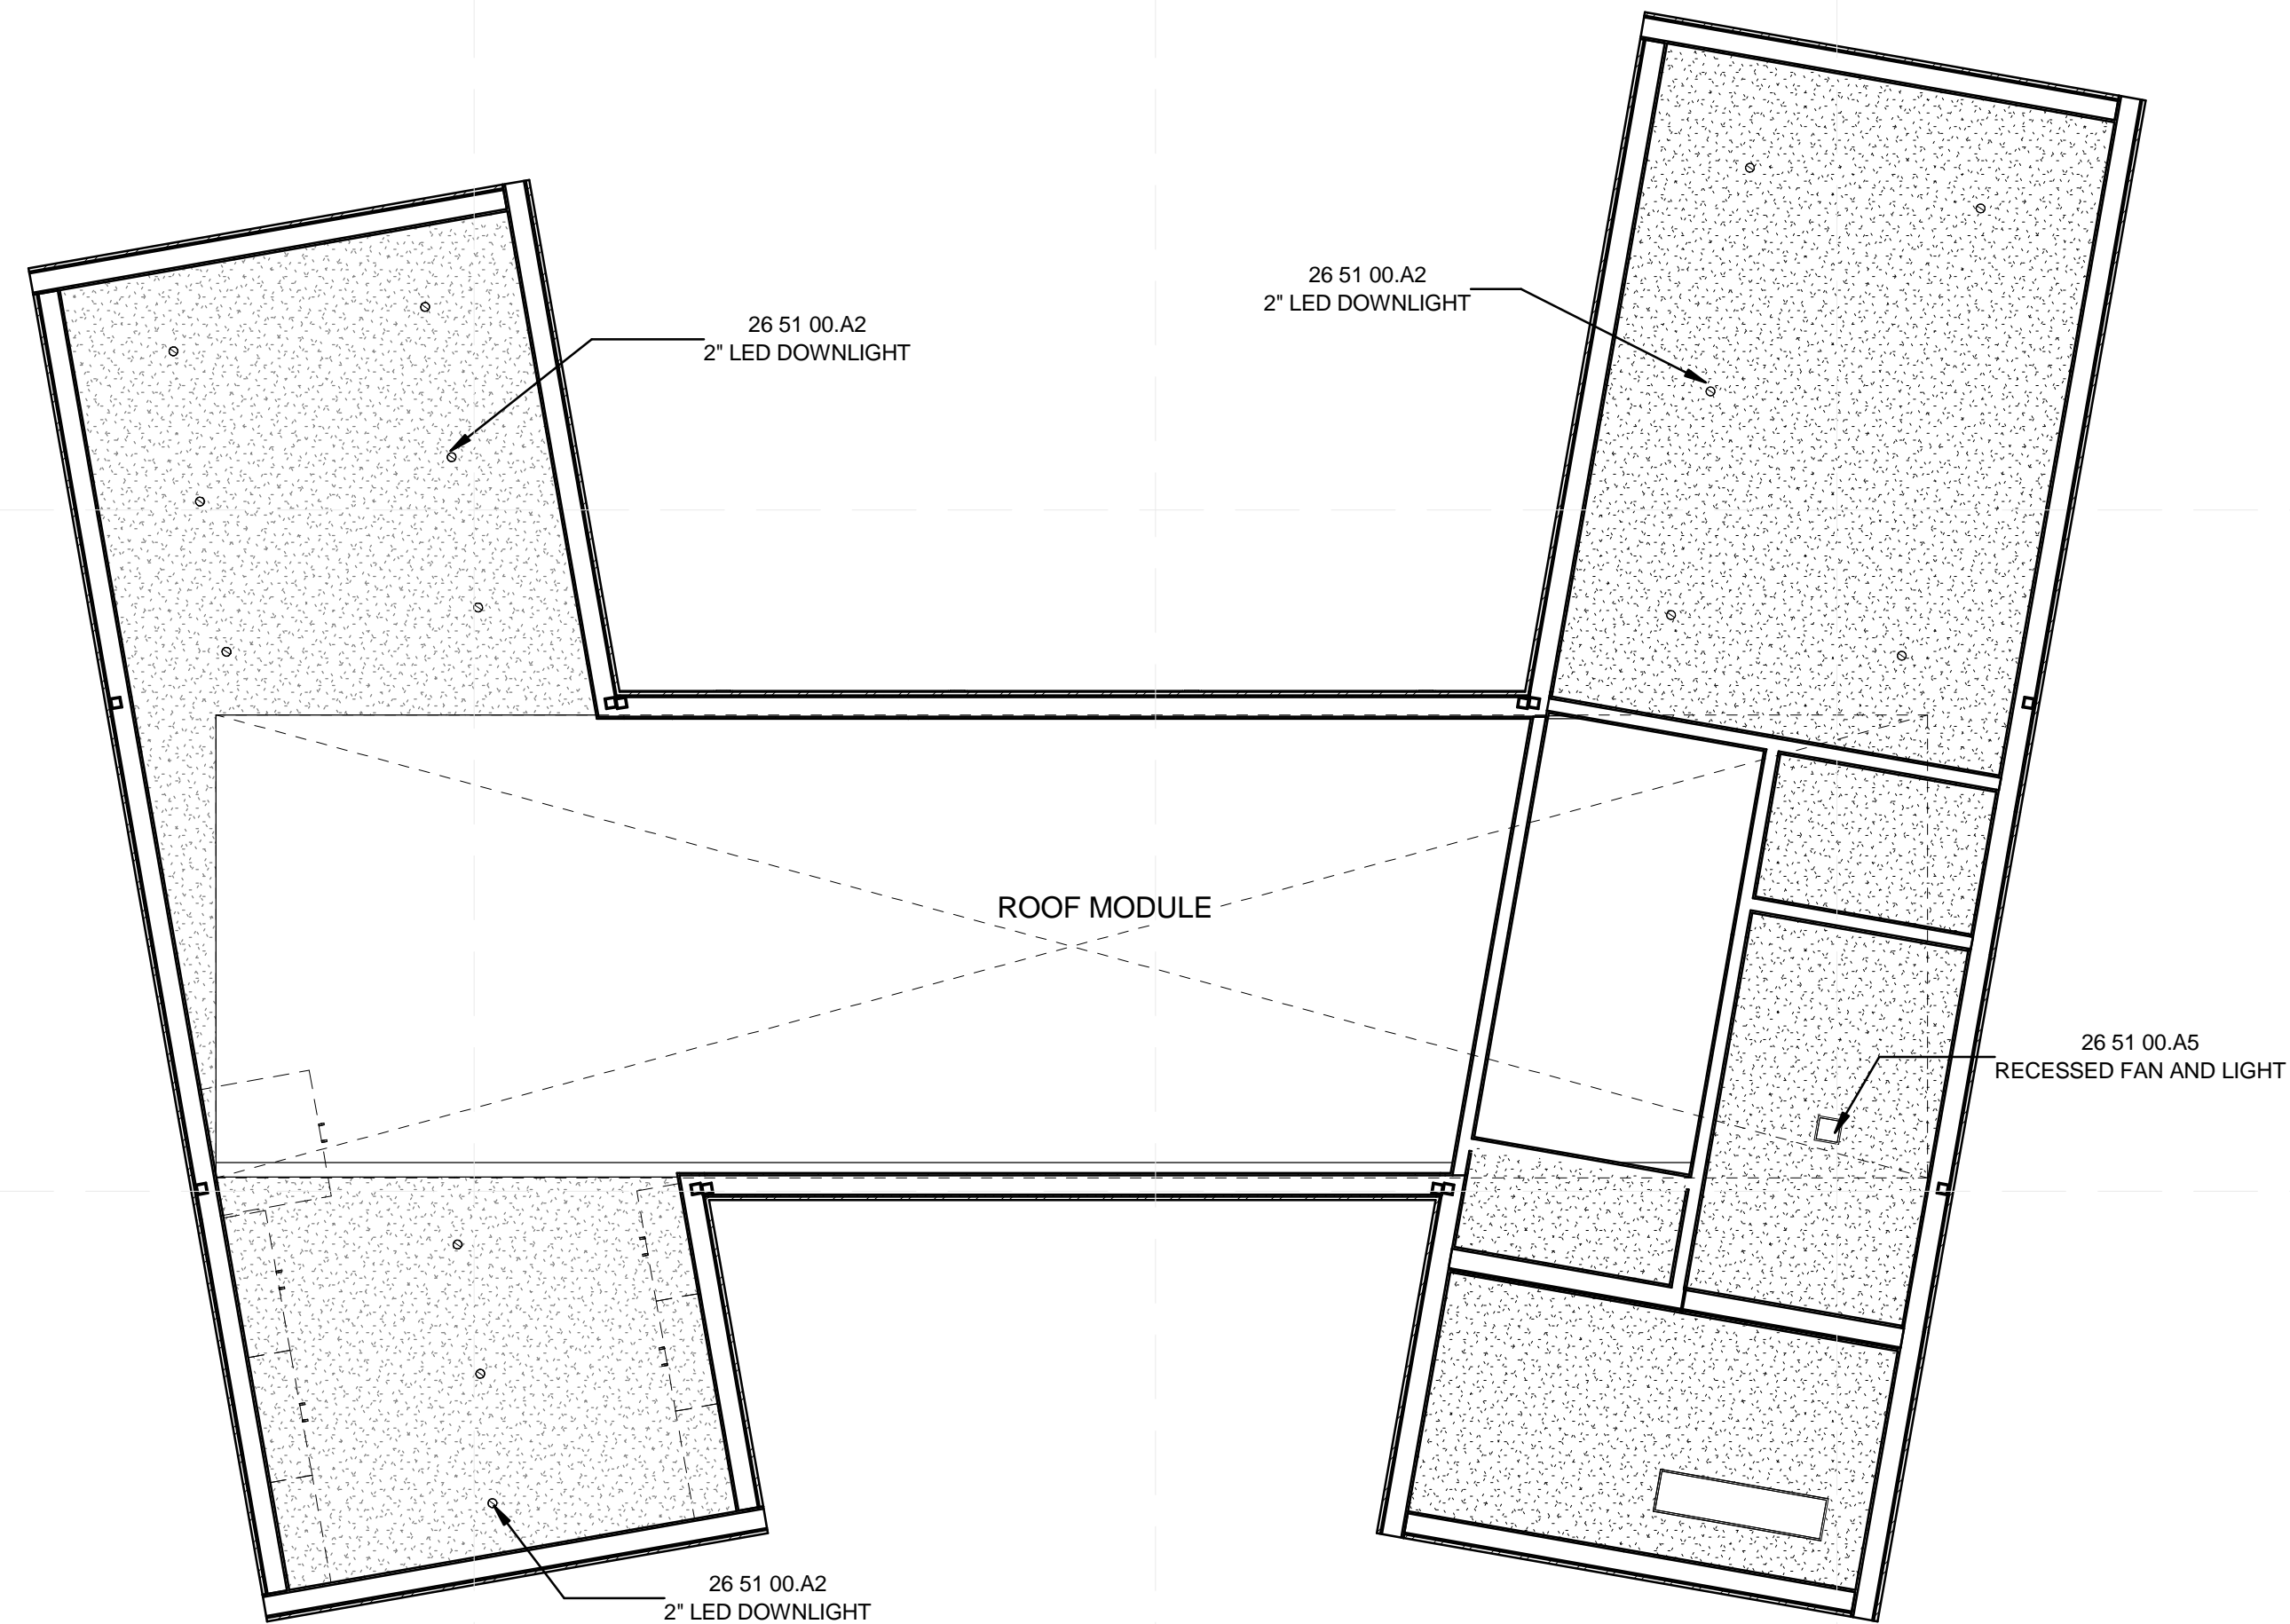 26 51 00.A2
2" LED DOWNLIGHT
26 51 00.A2
2" LED DOWNLIGHT
ROOF MODULE
26 51 00.A5
RECESSED FAN AND LIGHT
26 51 00.A2
2" LED DOWNLIGHT